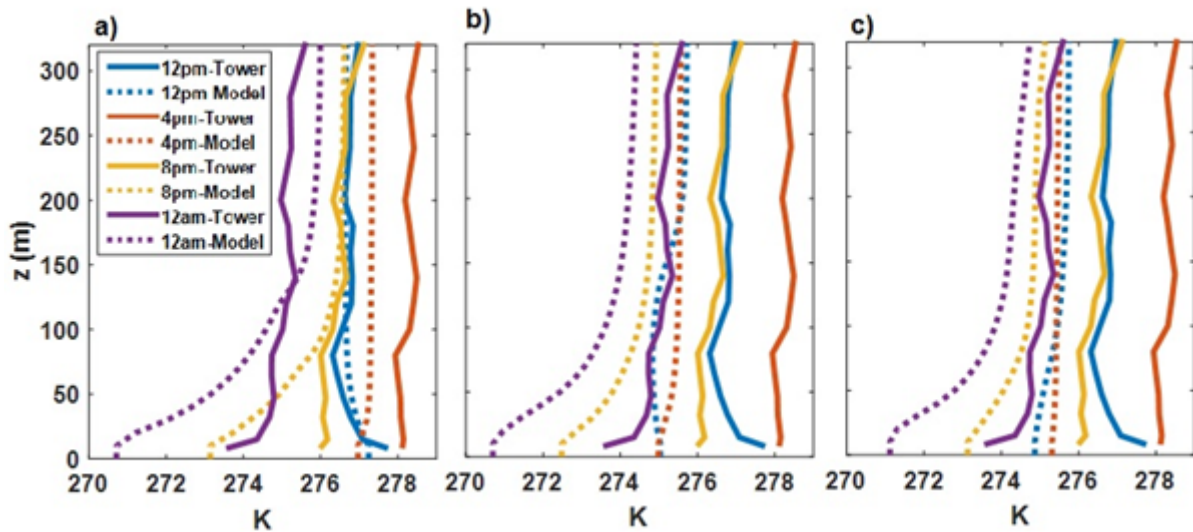 a)
b)
c)
300
250
200
150
100
50
0
z (m)
12pm-Tower
12pm-Model
4pm-Tower
4pm-Model
8pm-Tower
8pm-Model
12am-Tower
12am-Model
270 272 274 276 278
270 272 274 276 278
270 272 274 276 278
K
K
K